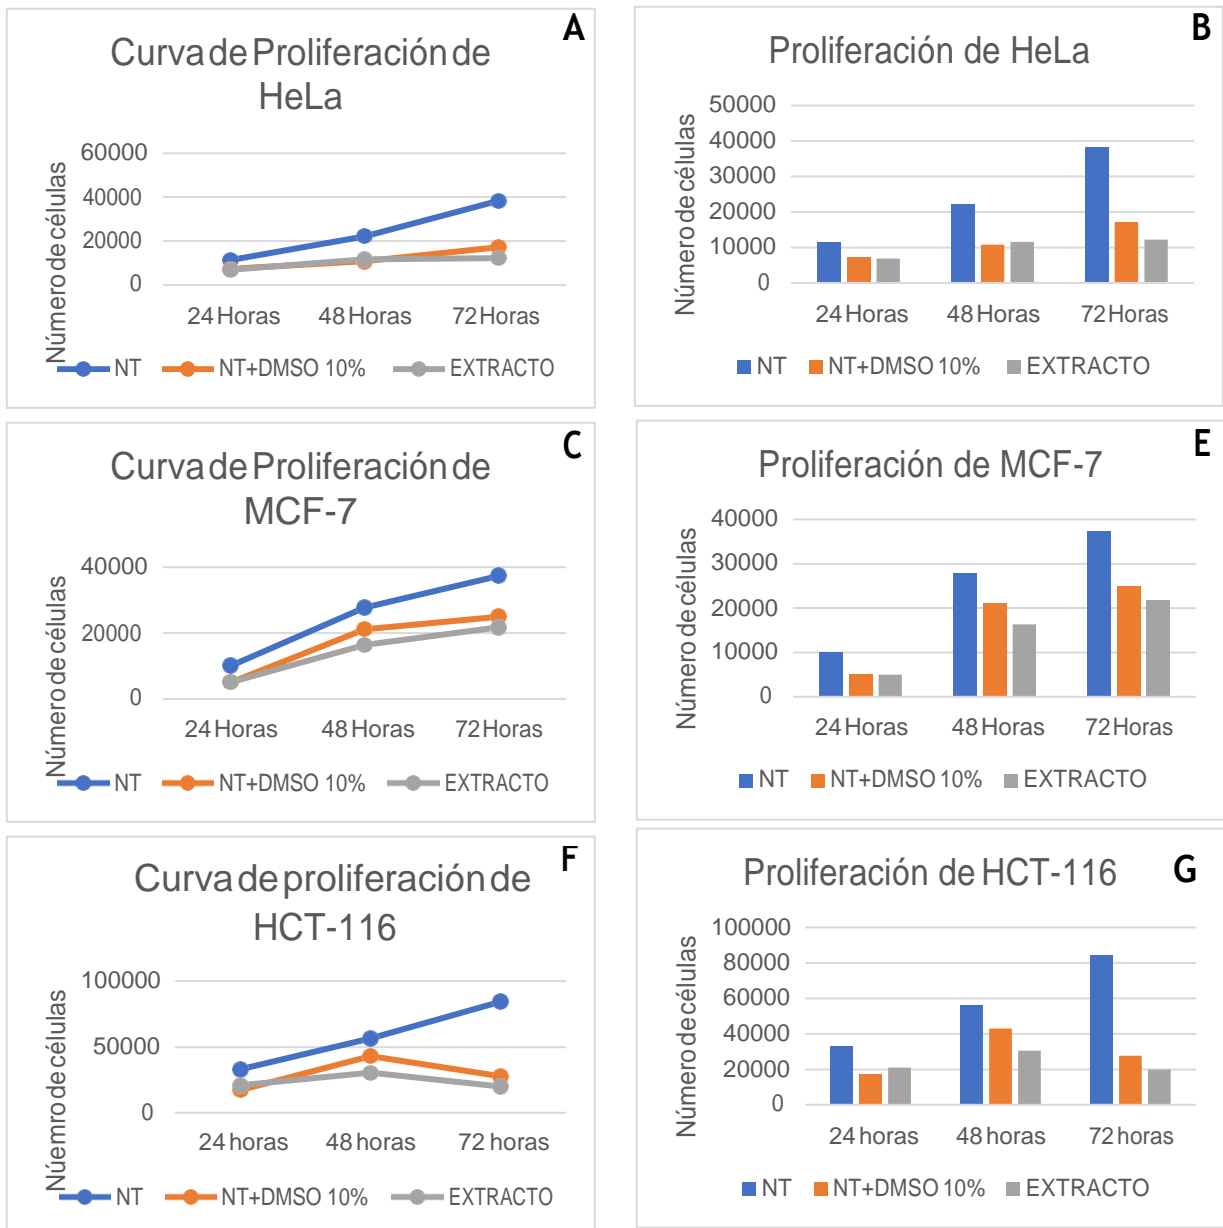 A
Curva de Proliferación de
HeLa
Número de células
60000
40000
20000
0
24 Horas 48 Horas 72 Horas
NT NT+DMSO 10% EXTRACTO
B
Proliferación de HeLa
Número de células
50000
40000
30000
20000
10000
0
24 Horas 48 Horas 72 Horas
NT NT+DMSO 10% EXTRACTO
C
Curva de Proliferación de
MCF-7
Número de células
40000
20000
0
24 Horas 48 Horas 72 Horas
NT NT+DMSO 10% EXTRACTO
E
Proliferación de MCF-7
Número de células
40000
30000
20000
10000
0
24 Horas 48 Horas 72 Horas
NT NT+DMSO 10% EXTRACTO
F
Curva de proliferación de
HCT-116
Núemro de células
100000
50000
0
24 horas 48 horas 72 horas
NT NT+DMSO 10% EXTRACTO
G
Proliferación de HCT-116
Número de células
100000
80000
60000
40000
20000
0
24 horas 48 horas 72 horas
NT NT+DMSO 10% EXTRACTO